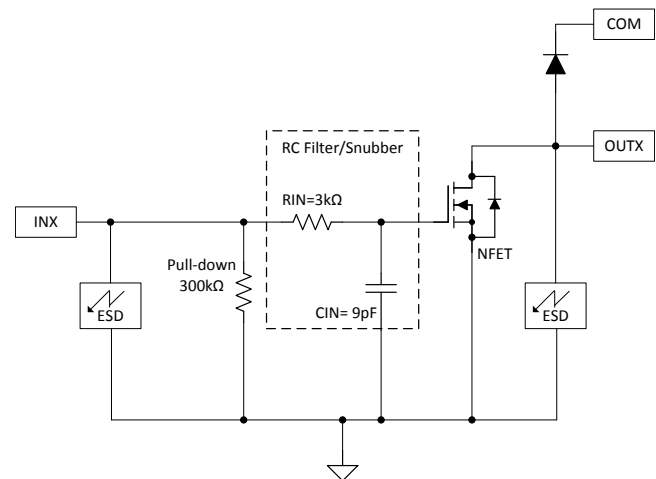 COM
RC Filter/Snubber
OUTX
RIN=3kΩ
INX
NFET
Pull-down
300kΩ
ESD
CIN= 9pF
ESD